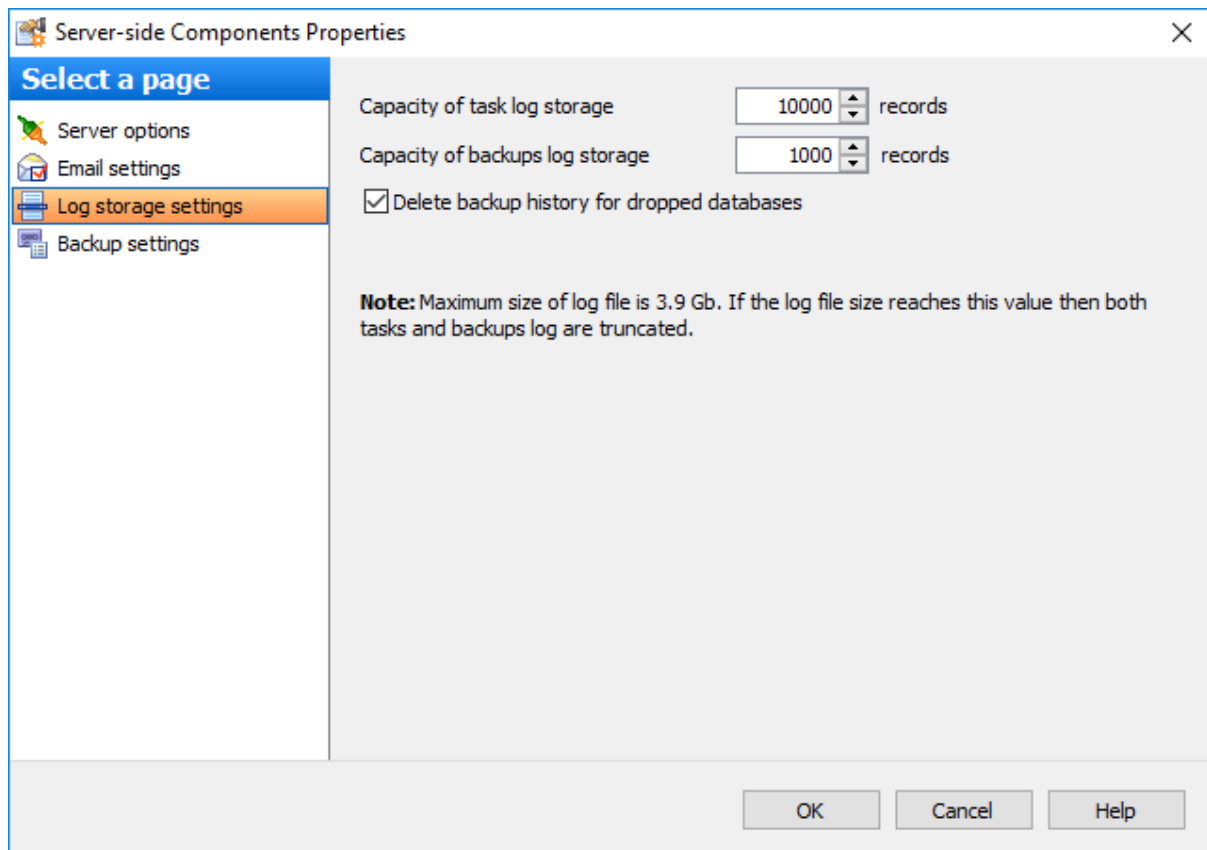 Server-side Components Properties
Select a page
Server options
Email settings
Log storage settings
Backup settings
Capacity of task log storage 10000 records
Capacity of backups log storage 1000 records
Delete backup history for dropped databases
Note: Maximum size of log file is 3.9 Gb. If the log file size reaches this value then both
tasks and backups log are truncated.
OK Cancel Help